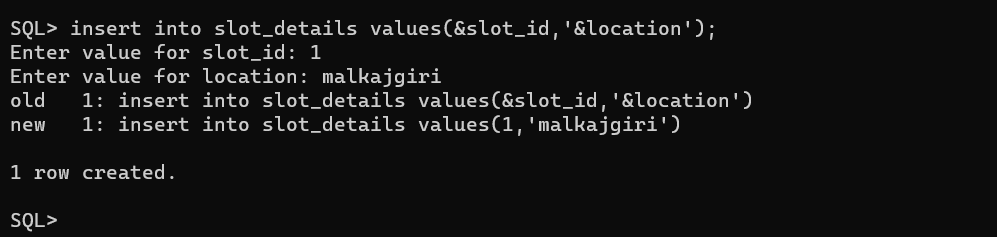 SQL> insert into slot_details values(&slot_id,'&location');
Enter value for slot_id: 1
Enter value for location: malkajgiri
old   1: insert into slot_details values(&slot_id,'&location')
new   1: insert into slot_details values(1,'malkajgiri')
1 row created.
SQL>